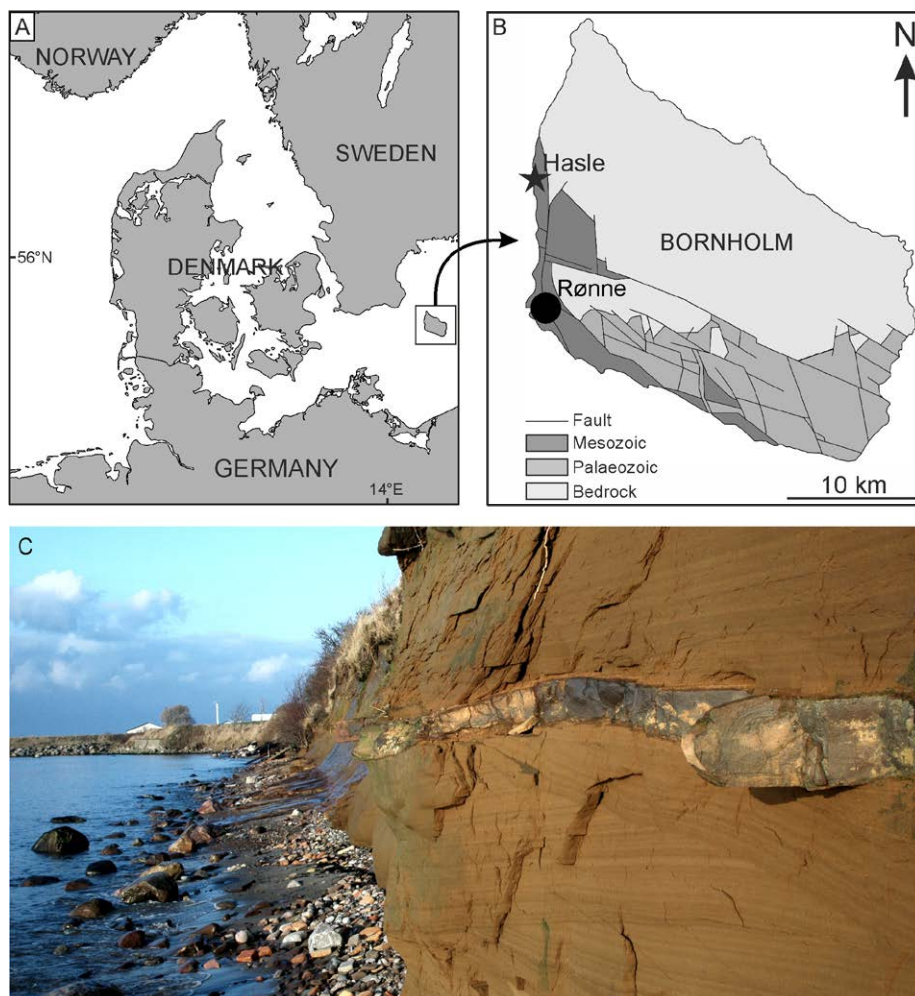 A
NORWAY
SWEDEN
56°N
DENMARK
GERMANY
14°E
B
N
Hasle
BORNHOLM
Rønne
Fault
Mesozoic
Palaeozoic
Bedrock
10 km
C